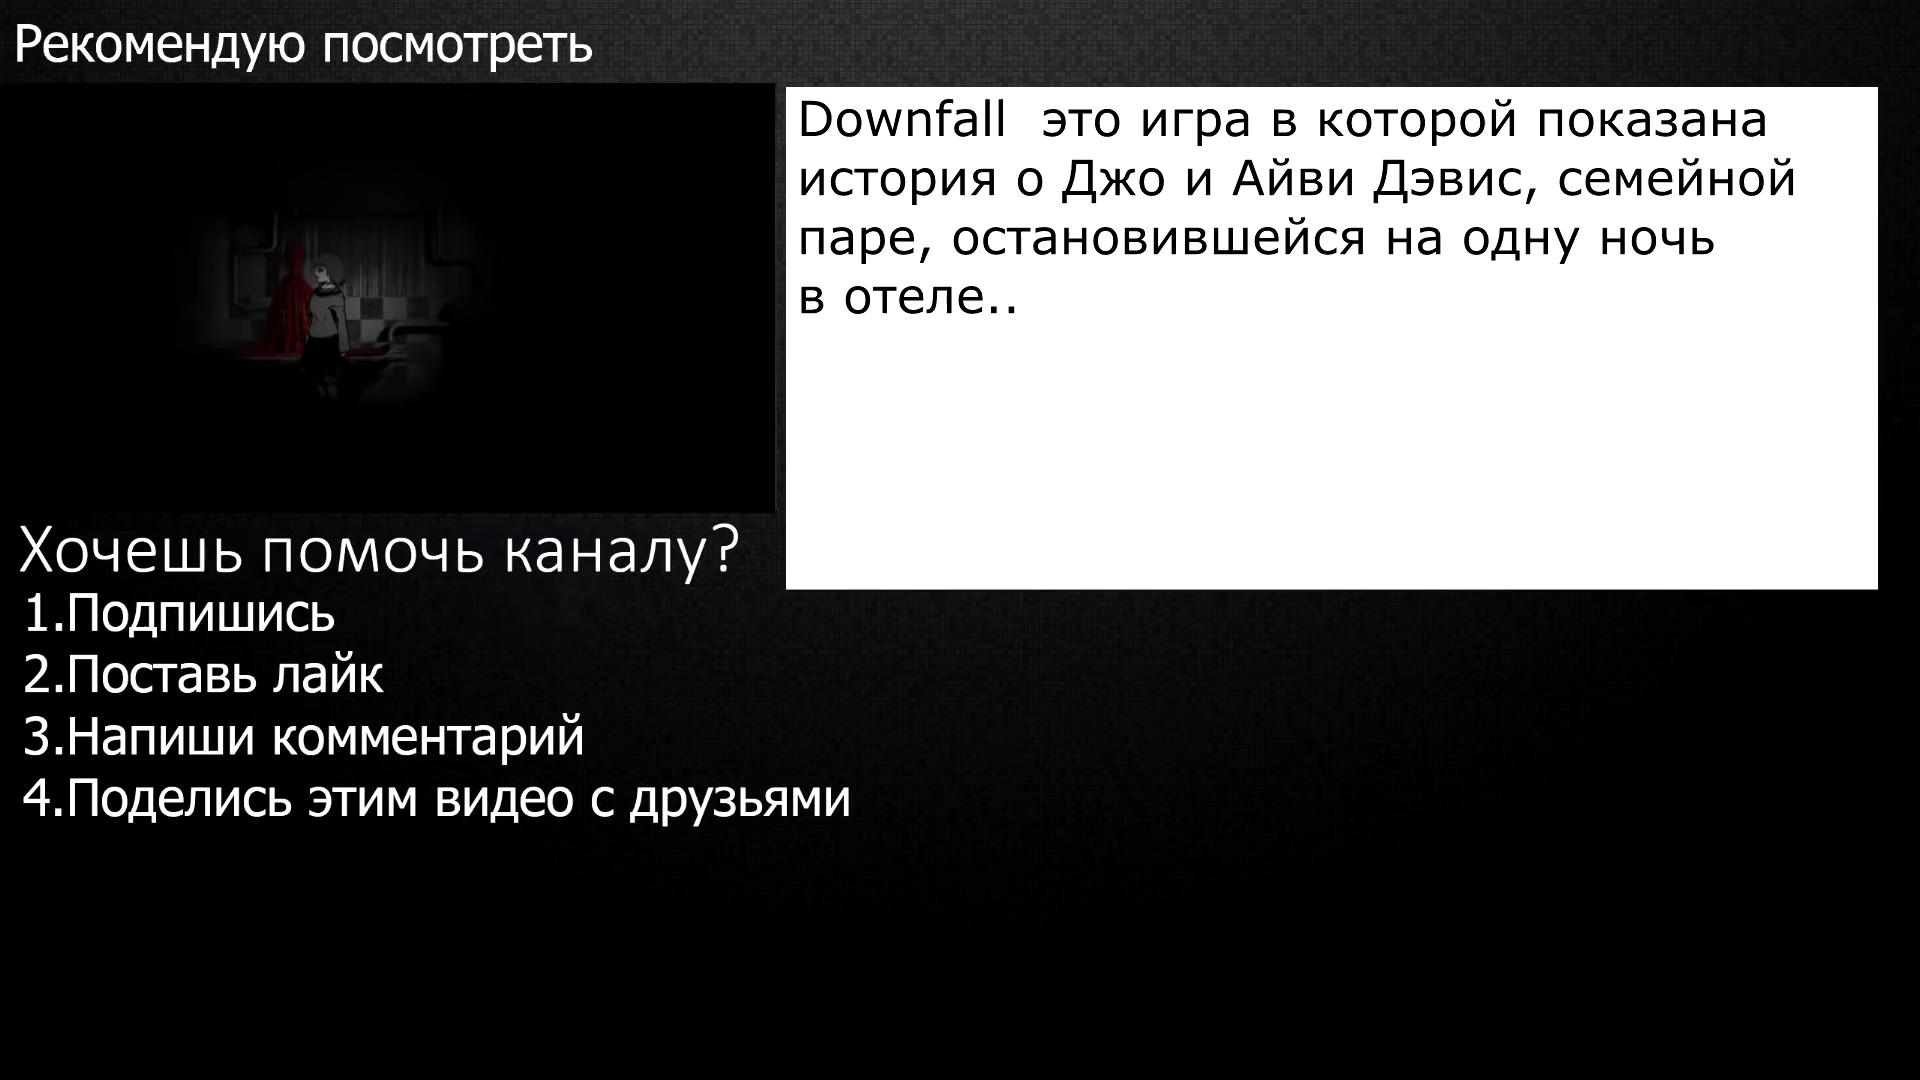 Рекомендую посмотреть
Downfall  это игра в которой показана
история о Джо и Айви Дэвис, семейной
паре, остановившейся на одну ночь
в отеле..
Хочешь помочь каналу?
1.Подпишись
2.Поставь лайк
3.Напиши комментарий
4.Поделись этим видео с друзьями